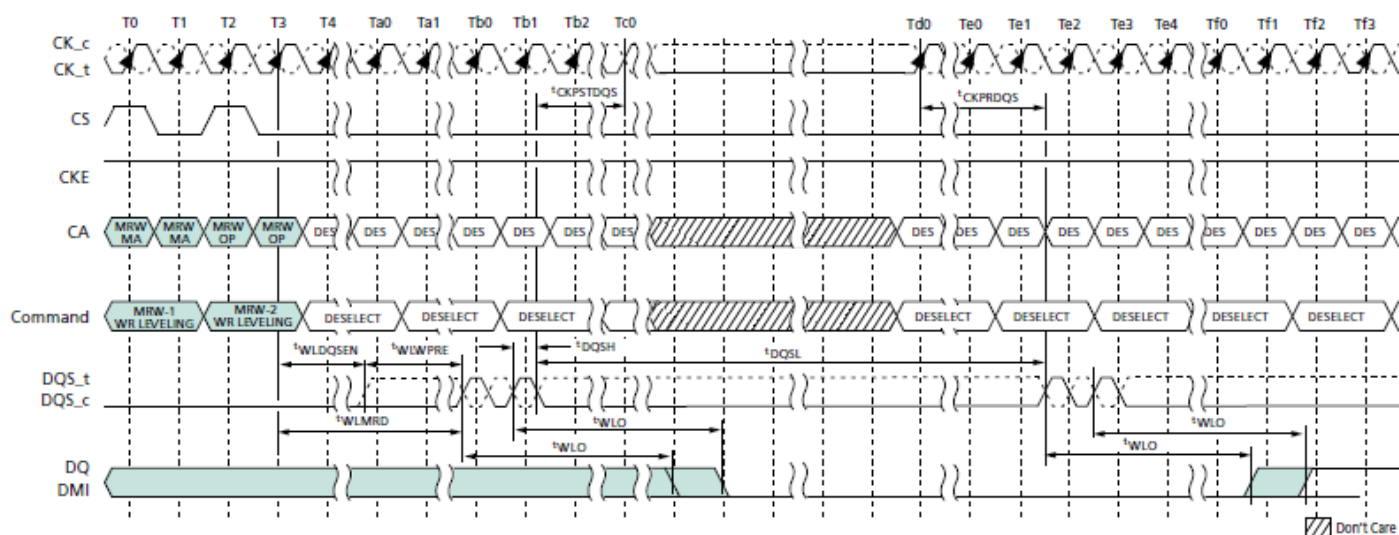 T0 T1 T2 T3 T4 Ta0 Ta1 Tb0 Tb1 Tb2 Tc0 Td0 Te0 Te1 Te2 Te3 Te4 Tf0 Tf1 Tf2 Tf3
CK_c
CK_t
tCKPSTDQS tCKPRDQS
CS
CKE
CA MRW MA MRW MA MRW OP MRW OP DES DES DES DES DES DES DES DES DES DES DES DES DES DES DES DES DES
Command MRW-1 WR LEVELING MRW-2 WR LEVELING DESELECT DESELECT DESELECT DESELECT DESELECT DESELECT DESELECT DESELECT
tWLDQSEN tWLWPRE tDQSH tDQSL
DQS_t
DQS_c
tWLMRD tWLO tWLO
tWLO tWLO
DQ
DMI
Don't Care